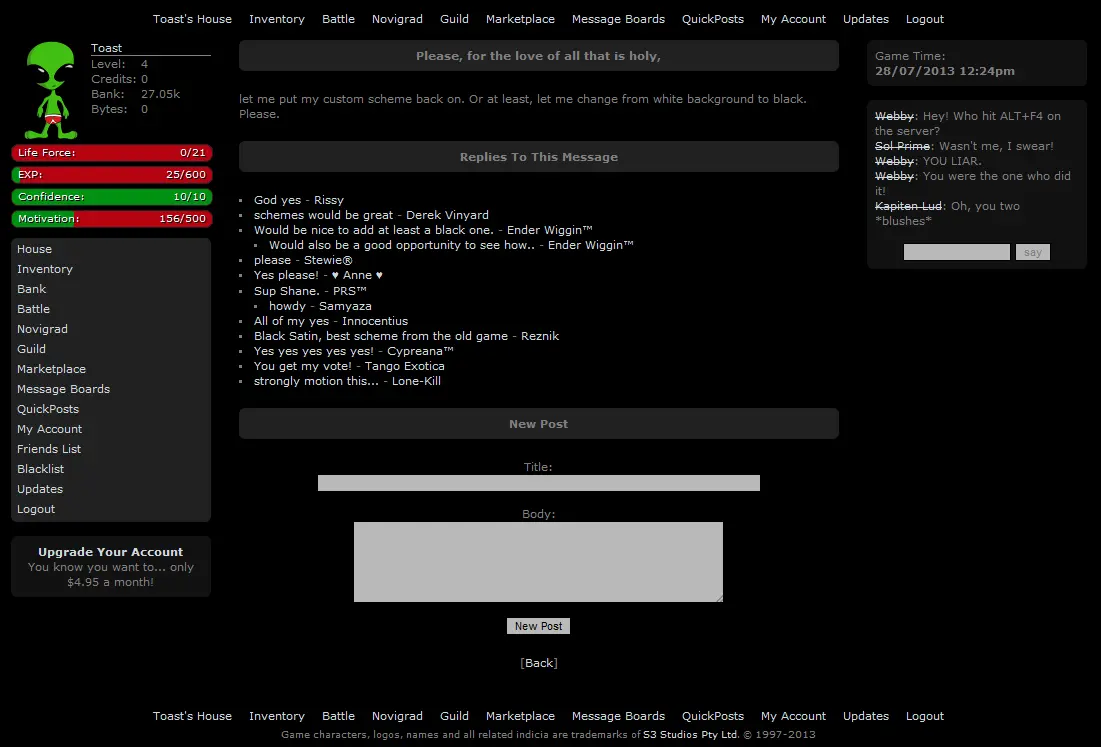 Toast's House Inventory Battle Novigrad Guild Marketplace Message Boards QuickPosts My Account Updates Logout
Toast
Level: 4
Credits: 0
Bank: 27.05k
Bytes: 0
Life Force: 0/21
EXP: 25/600
Confidence: 10/10
Motivation: 156/500
House
Inventory
Bank
Battle
Novigrad
Guild
Marketplace
Message Boards
QuickPosts
My Account
Friends List
Blacklist
Updates
Logout
Upgrade Your Account
You know you want to... only
$4.95 a month!
Please, for the love of all that is holy,
let me put my custom scheme back on. Or at least, let me change from white background to black.
Please.
Replies To This Message
God yes - Rissy
schemes would be great - Derek Vinyard
Would be nice to add at least a black one. - Ender Wiggin™
Would also be a good opportunity to see how.. - Ender Wiggin™
please - Stewie®
Yes please! - ♥ Anne ♥
Sup Shane. - PRS™
howdy - Samyaza
All of my yes - Innocentius
Black Satin, best scheme from the old game - Reznik
Yes yes yes yes yes! - Cypreana™
You get my vote! - Tango Exotica
strongly motion this... - Lone-Kill
New Post
Title:
Body:
New Post
[Back]
Game Time:
28/07/2013 12:24pm
Webby: Hey! Who hit ALT+F4 on
the server?
Sol Prime: Wasn't me, I swear!
Webby: YOU LIAR.
Webby: You were the one who did
it!
Kapiten Lud: Oh, you two
*blushes*
say
Toast's House Inventory Battle Novigrad Guild Marketplace Message Boards QuickPosts My Account Updates Logout
Game characters, logos, names and all related indicia are trademarks of S3 Studios Pty Ltd. © 1997-2013